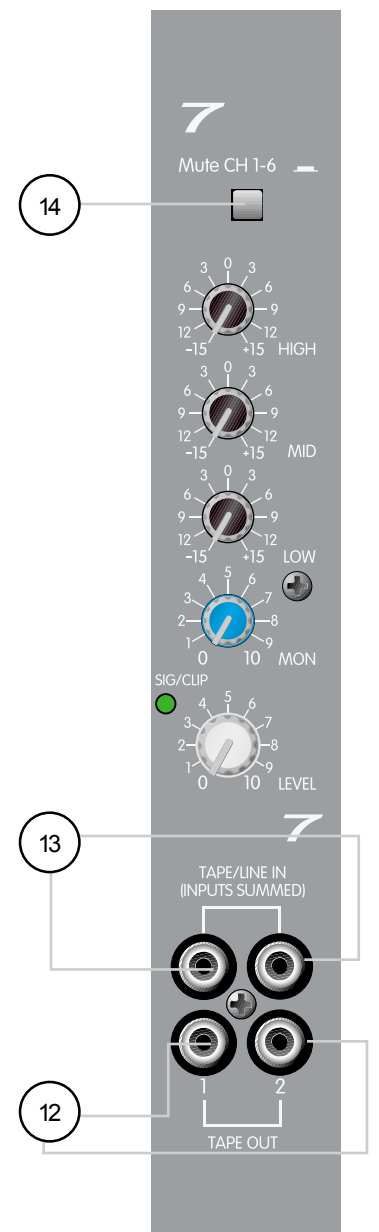 7
Mute CH 1-6
14
3 0 3
6 6
9 9
12 12
-15 +15 HIGH
3 0 3
6 6
9 9
12 12
-15 +15 MID
3 0 3
6 6
9 9
12 12
-15 +15 LOW
4 5 6
3 7
2 8
1 9
0 10 MON
SIG/CLIP
4 5 6
3 7
2 8
1 9
0 10 LEVEL
7
13
TAPE/LINE IN
(INPUTS SUMMED)
12
1 2
TAPE OUT